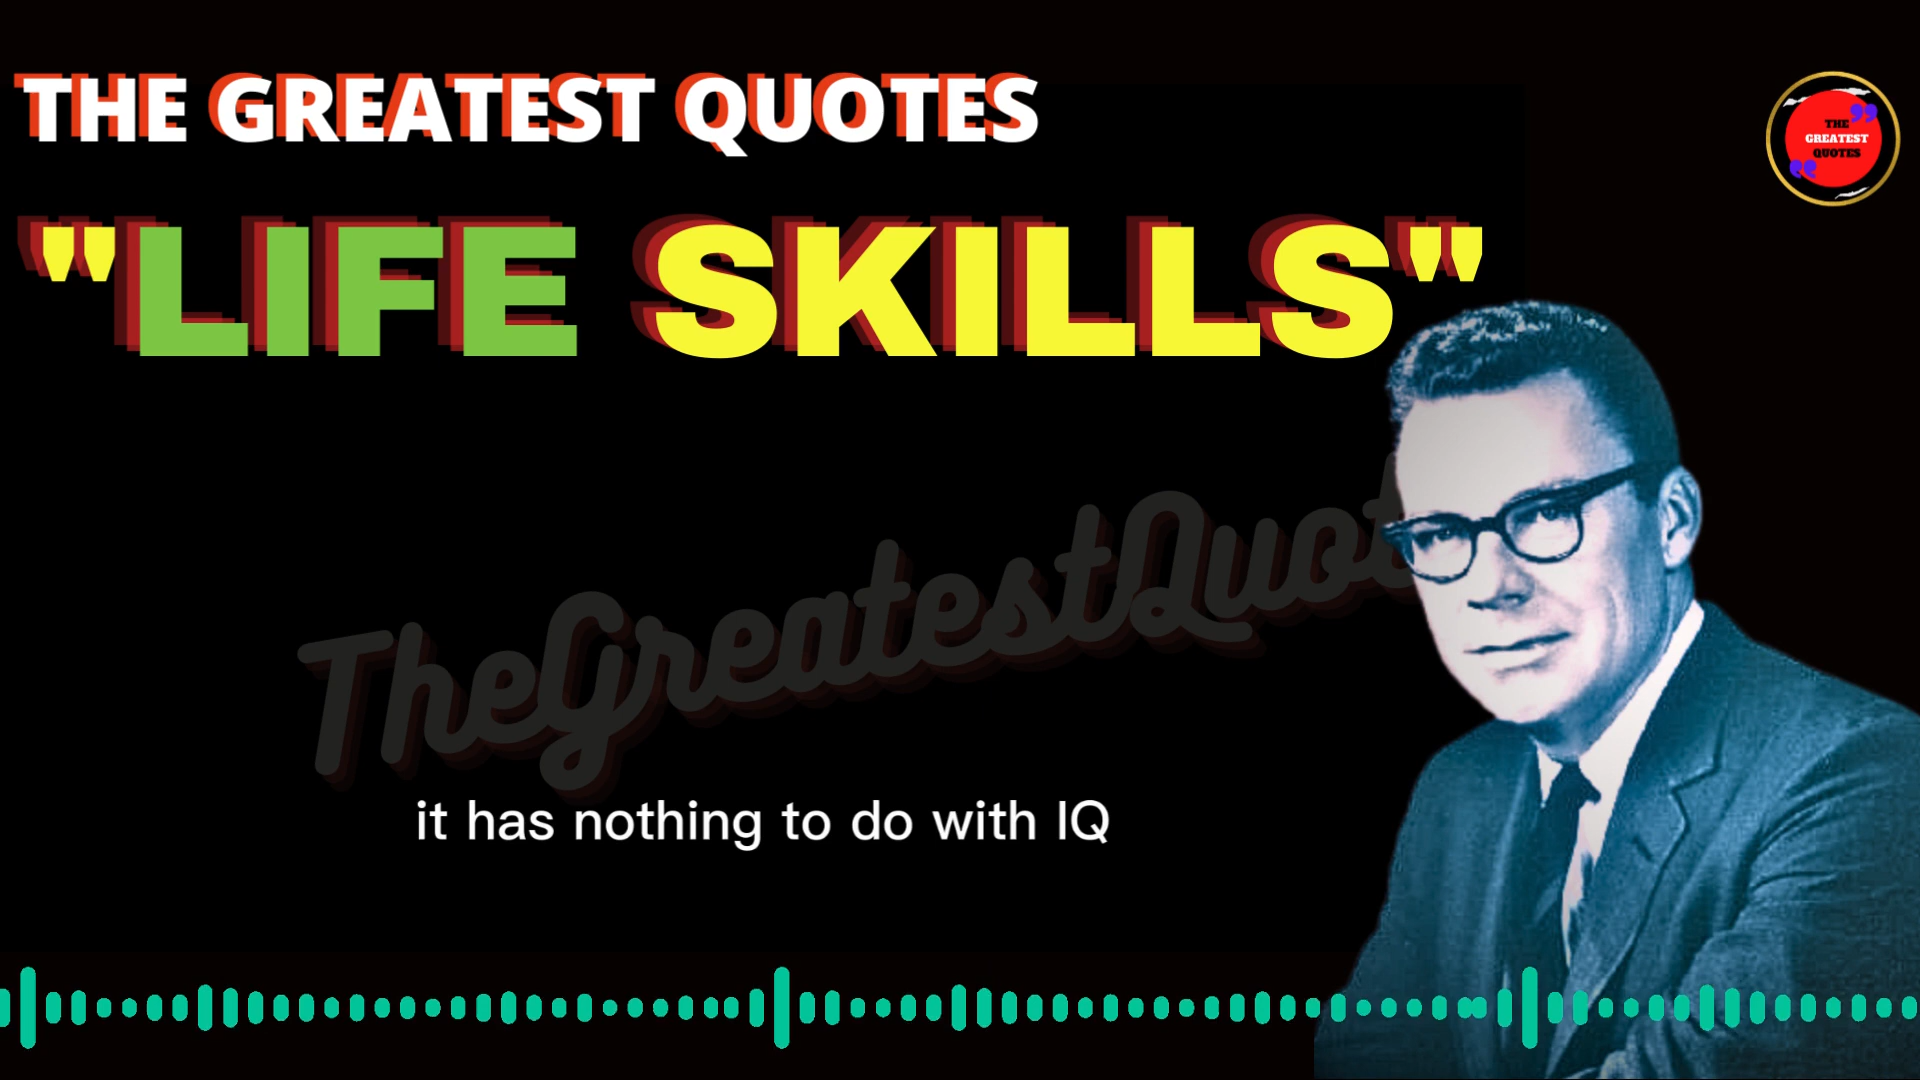 THE GREATEST QUOTES
THE
GREATEST
QUOTES
"LIFE SKILLS"
TheGreatestQuot
it has nothing to do with IQ